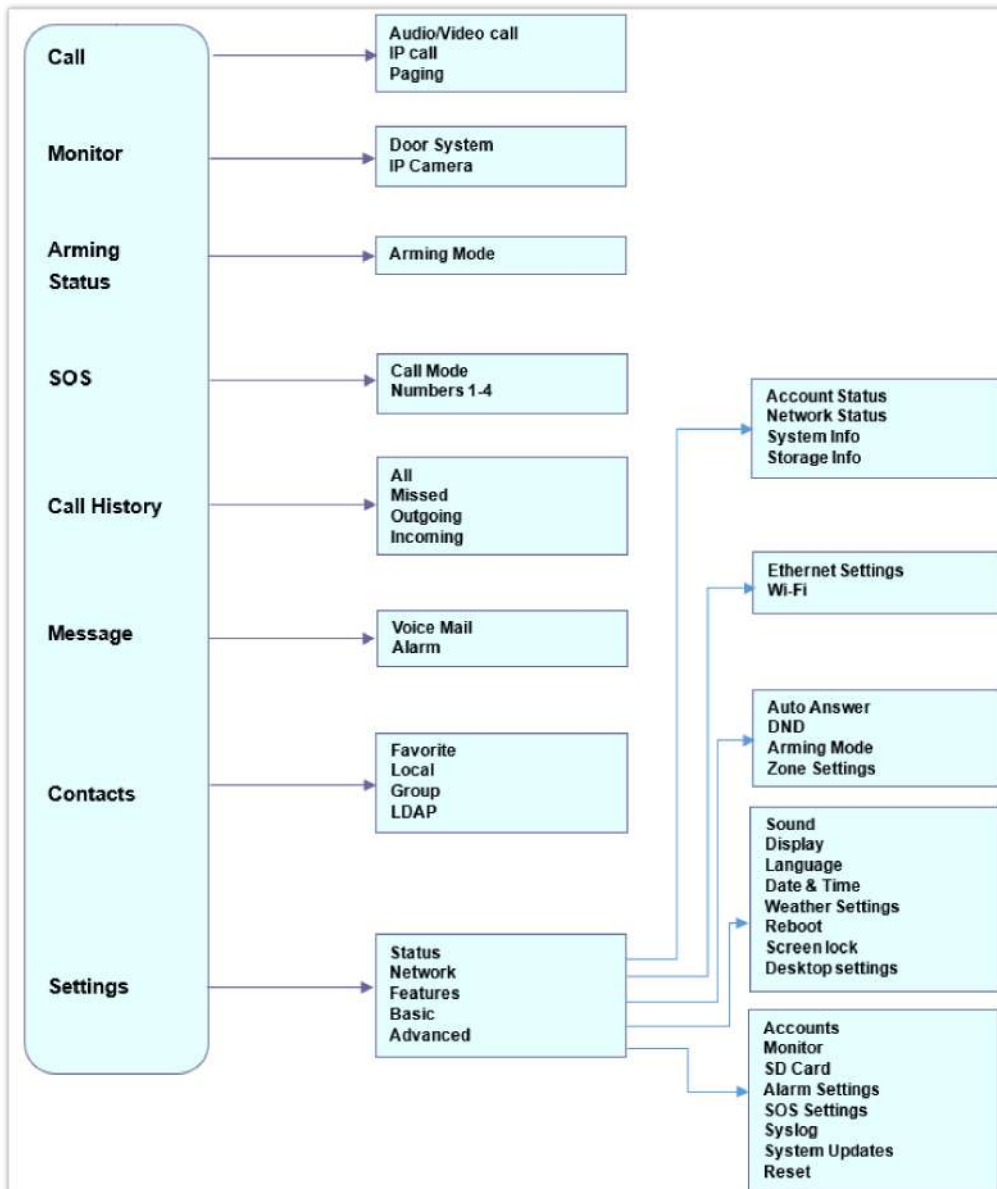 Call
Audio/Video call
IP call
Paging
Monitor
Door System
IP Camera
Arming
Status
Arming Mode
SOS
Call Mode
Numbers 1-4
Call History
All
Missed
Outgoing
Incoming
Message
Voice Mail
Alarm
Contacts
Favorite
Local
Group
LDAP
Settings
Status
Network
Features
Basic
Advanced
Account Status
Network Status
System Info
Storage Info
Ethernet Settings
Wi-Fi
Auto Answer
DND
Arming Mode
Zone Settings
Sound
Display
Language
Date & Time
Weather Settings
Reboot
Screen lock
Desktop settings
Accounts
Monitor
SD Card
Alarm Settings
SOS Settings
Syslog
System Updates
Reset